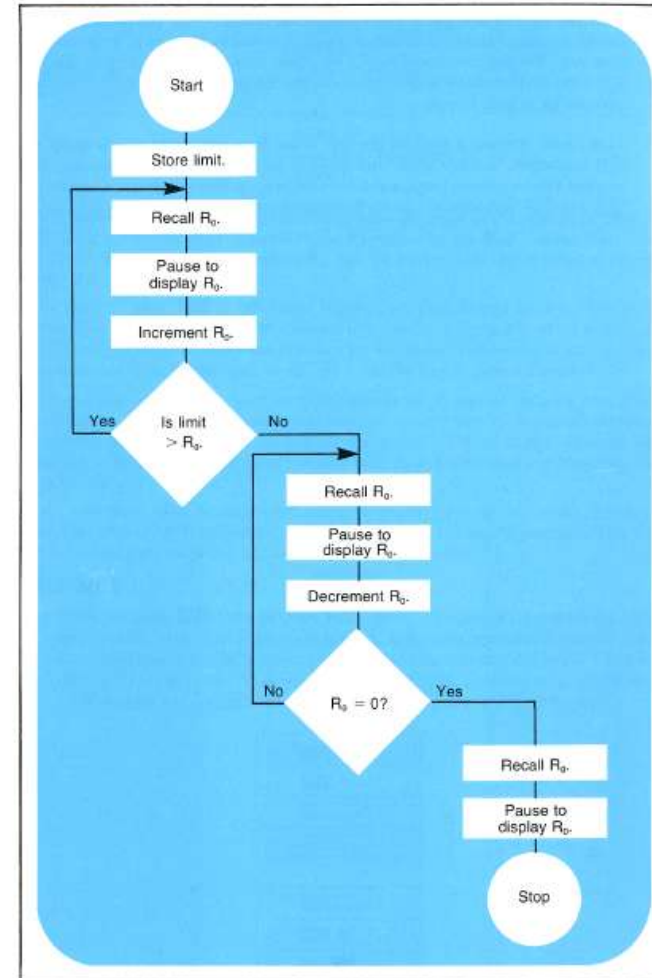 Start
Store limit.
Recall R₀.
Pause to
display R₀.
Increment R₀.
Yes
Is limit
> R₀.
No
Recall R₀.
Pause to
display R₀.
Decrement R₀.
No
R₀ = 0?
Yes
Recall R₀.
Pause to
display R₀.
Stop